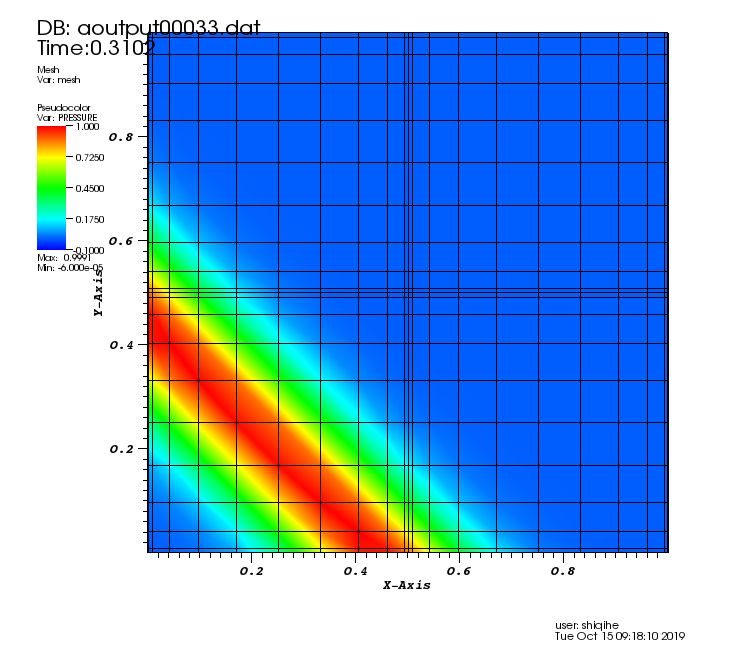 DB: aoutput00033.dat
Time:0.3102
Mesh
Var: mesh
Pseudocolor
Var: PRESSURE
1.000
0.7250
0.4500
0.1750
-0.1000
Max: 0.9991
Min: -6.000e-05
0.8
0.6
0.4
0.2
Y-Axis
0.2 0.4 0.6 0.8
X-Axis
user: shiqihe
Tue Oct 15 09:18:10 2019